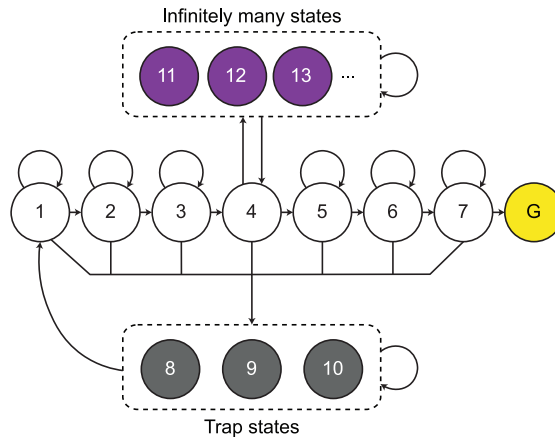 Infinitely many states
11 12 13 ...
1 2 3 4 5 6 7 G
8 9 10
Trap states